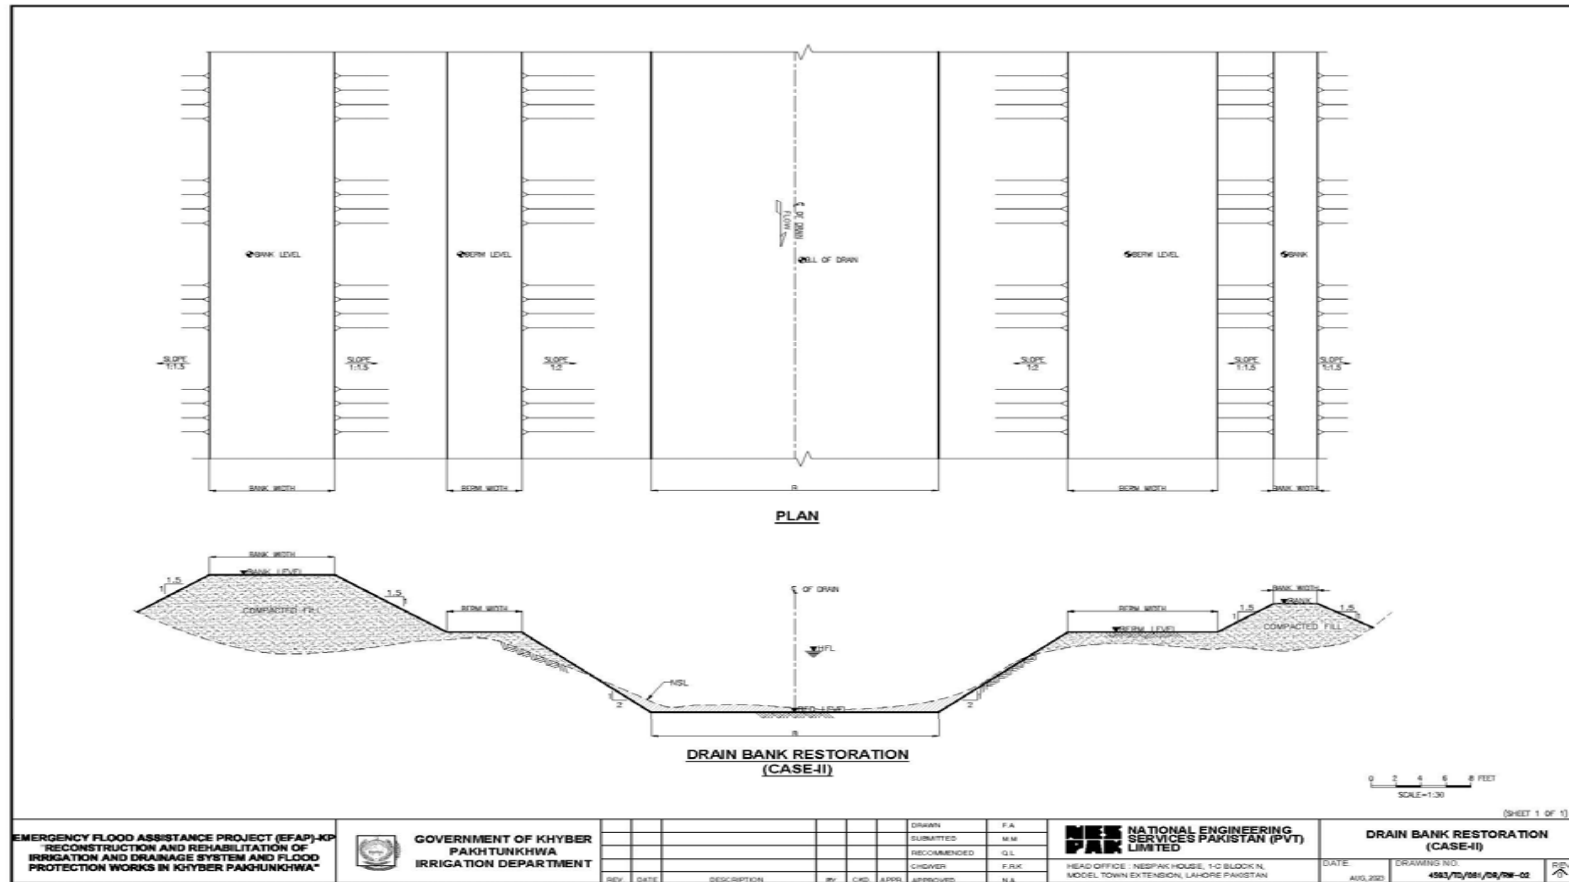 BANK LEVEL
BERM LEVEL
FLOW
℄ OF DRAIN
B.L OF DRAIN
BERM LEVEL
BANK
SLOPE
1:1.5
SLOPE
1:1.5
SLOPE
1:2
SLOPE
1:2
SLOPE
1:1.5
SLOPE
1:1.5
BANK WIDTH
BERM WIDTH
B
BERM WIDTH
BANK WIDTH
PLAN
BANK WIDTH
BANK LEVEL
1.5
1
COMPACTED FILL
1.5
1
BERM WIDTH
℄ OF DRAIN
HFL
NSL
1
2
BED LEVEL
B
1
2
BERM WIDTH
BERM LEVEL
BANK WIDTH
BANK
1.5
1
COMPACTED FILL
1.5
1
DRAIN BANK RESTORATION
(CASE-II)
0 2 4 6 8 FEET
SCALE=1:30
(SHEET 1 OF 1)
EMERGENCY FLOOD ASSISTANCE PROJECT (EFAP)-KP
"RECONSTRUCTION AND REHABILITATION OF
IRRIGATION AND DRAINAGE SYSTEM AND FLOOD
PROTECTION WORKS IN KHYBER PAKHUNKHWA"
GOVERNMENT OF KHYBER
PAKHTUNKHWA
IRRIGATION DEPARTMENT
REV. DATE DESCRIPTION BY CKD. APPR.
DRAWN F.A
SUBMITTED M.M
RECOMMENDED Q.L
F.R.K
APPROVED N.A
NES
PAK
NATIONAL ENGINEERING
SERVICES PAKISTAN (PVT)
LIMITED
HEAD OFFICE : NESPAK HOUSE, 1-C BLOCK N,
MODEL TOWN EXTENSION, LAHORE PAKISTAN
DRAIN BANK RESTORATION
(CASE-II)
DATE.
AUG,2023
DRAWING NO.
REV.
0